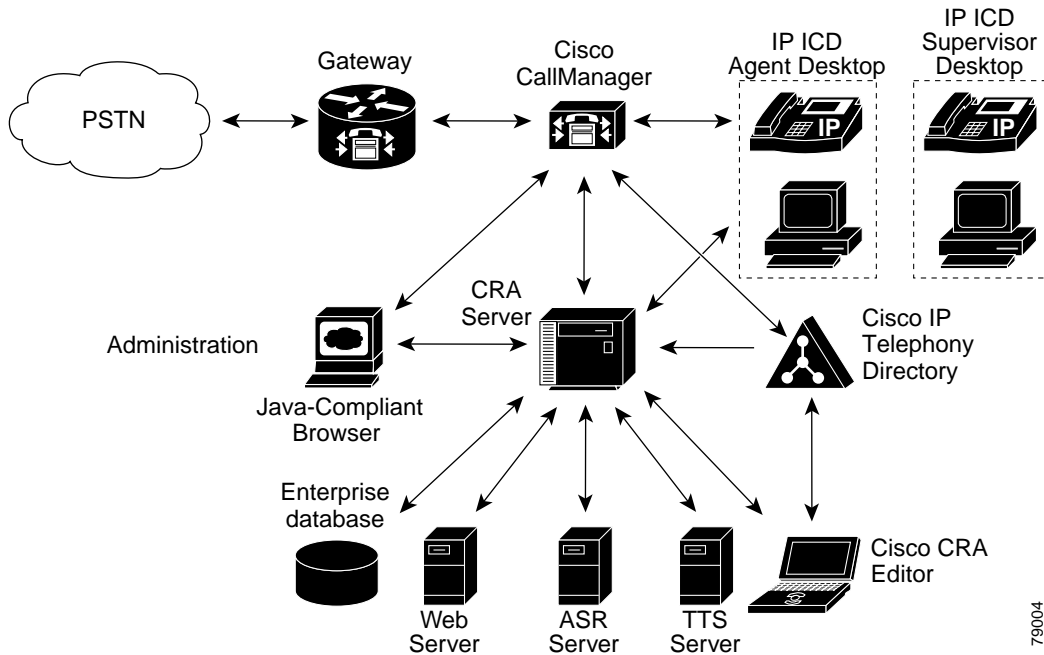 IP ICD
Supervisor
Desktop
IP ICD
Agent Desktop
Cisco
CallManager
Gateway
PSTN
IP
IP
CRA
Server
Administration
Java-Compliant
Browser
Cisco IP
Telephony
Directory
Enterprise
database
Cisco CRA
Editor
Web
Server
ASR
Server
TTS
Server
79004